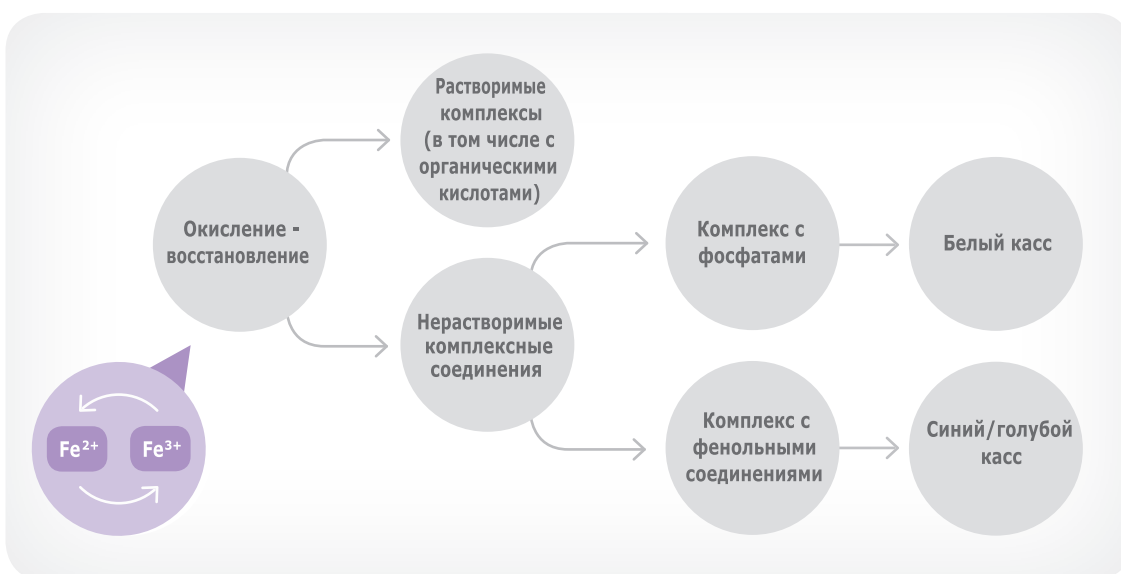 Растворимые
комплексы
(в том числе с
органическими
кислотами)
Окисление -
восстановление
Комплекс с
фосфатами
Белый касс
Нерастворимые
комплексные
соединения
Fe²⁺
Fe³⁺
Комплекс с
фенольными
соединениями
Синий/голубой
касс